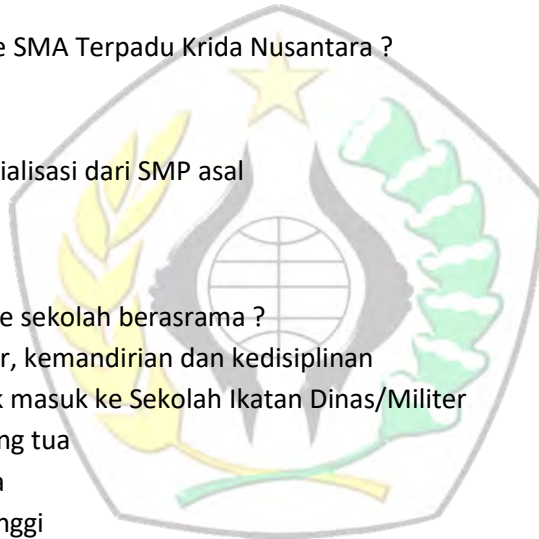 e SMA Terpadu Krida Nusantara ?
ialisasi dari SMP asal
e sekolah berasrama ?
r, kemandirian dan kedisiplinan
k masuk ke Sekolah Ikatan Dinas/Militer
ng tua
a
nggi